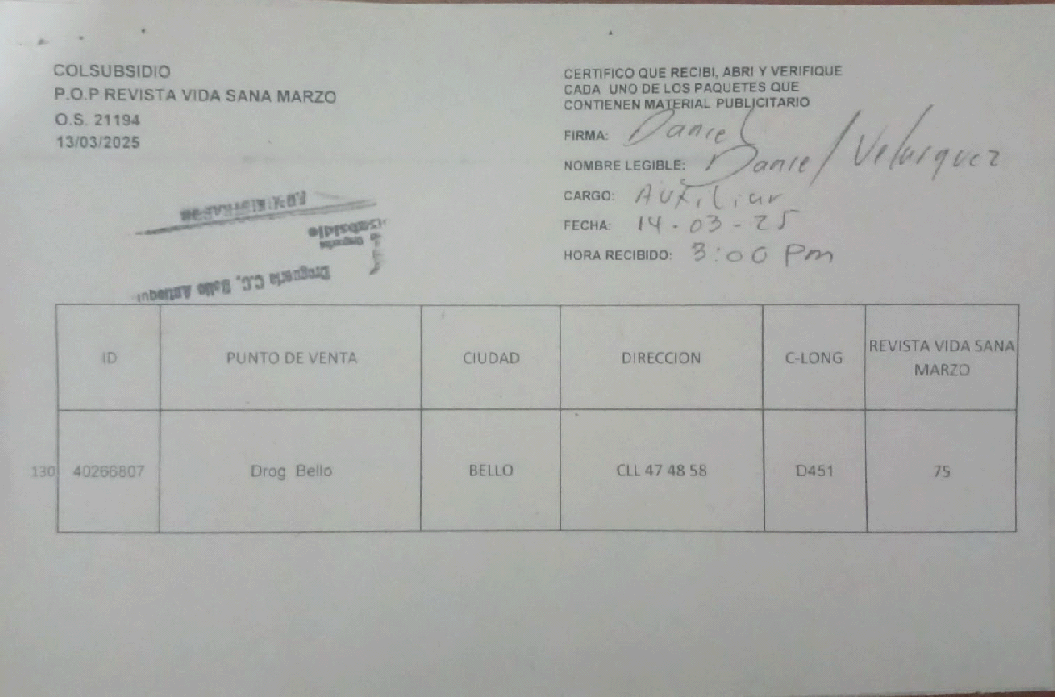 COLSUBSIDIO
P.O.P REVISTA VIDA SANA MARZO
O.S. 21194
13/03/2025
CERTIFICO QUE RECIBI, ABRI Y VERIFIQUE
CADA UNO DE LOS PAQUETES QUE
CONTIENEN MATERIAL PUBLICITARIO
FIRMA: Daniel
NOMBRE LEGIBLE: Daniel Velasquez
CARGO: Auxiliar
FECHA: 14-03-25
HORA RECIBIDO: 3:00 Pm
Droguería C.C. Bello
ID PUNTO DE VENTA CIUDAD DIRECCION C-LONG REVISTA VIDA SANA
MARZO
130 40266807 Drog Bello BELLO CLL 47 48 58 D451 75